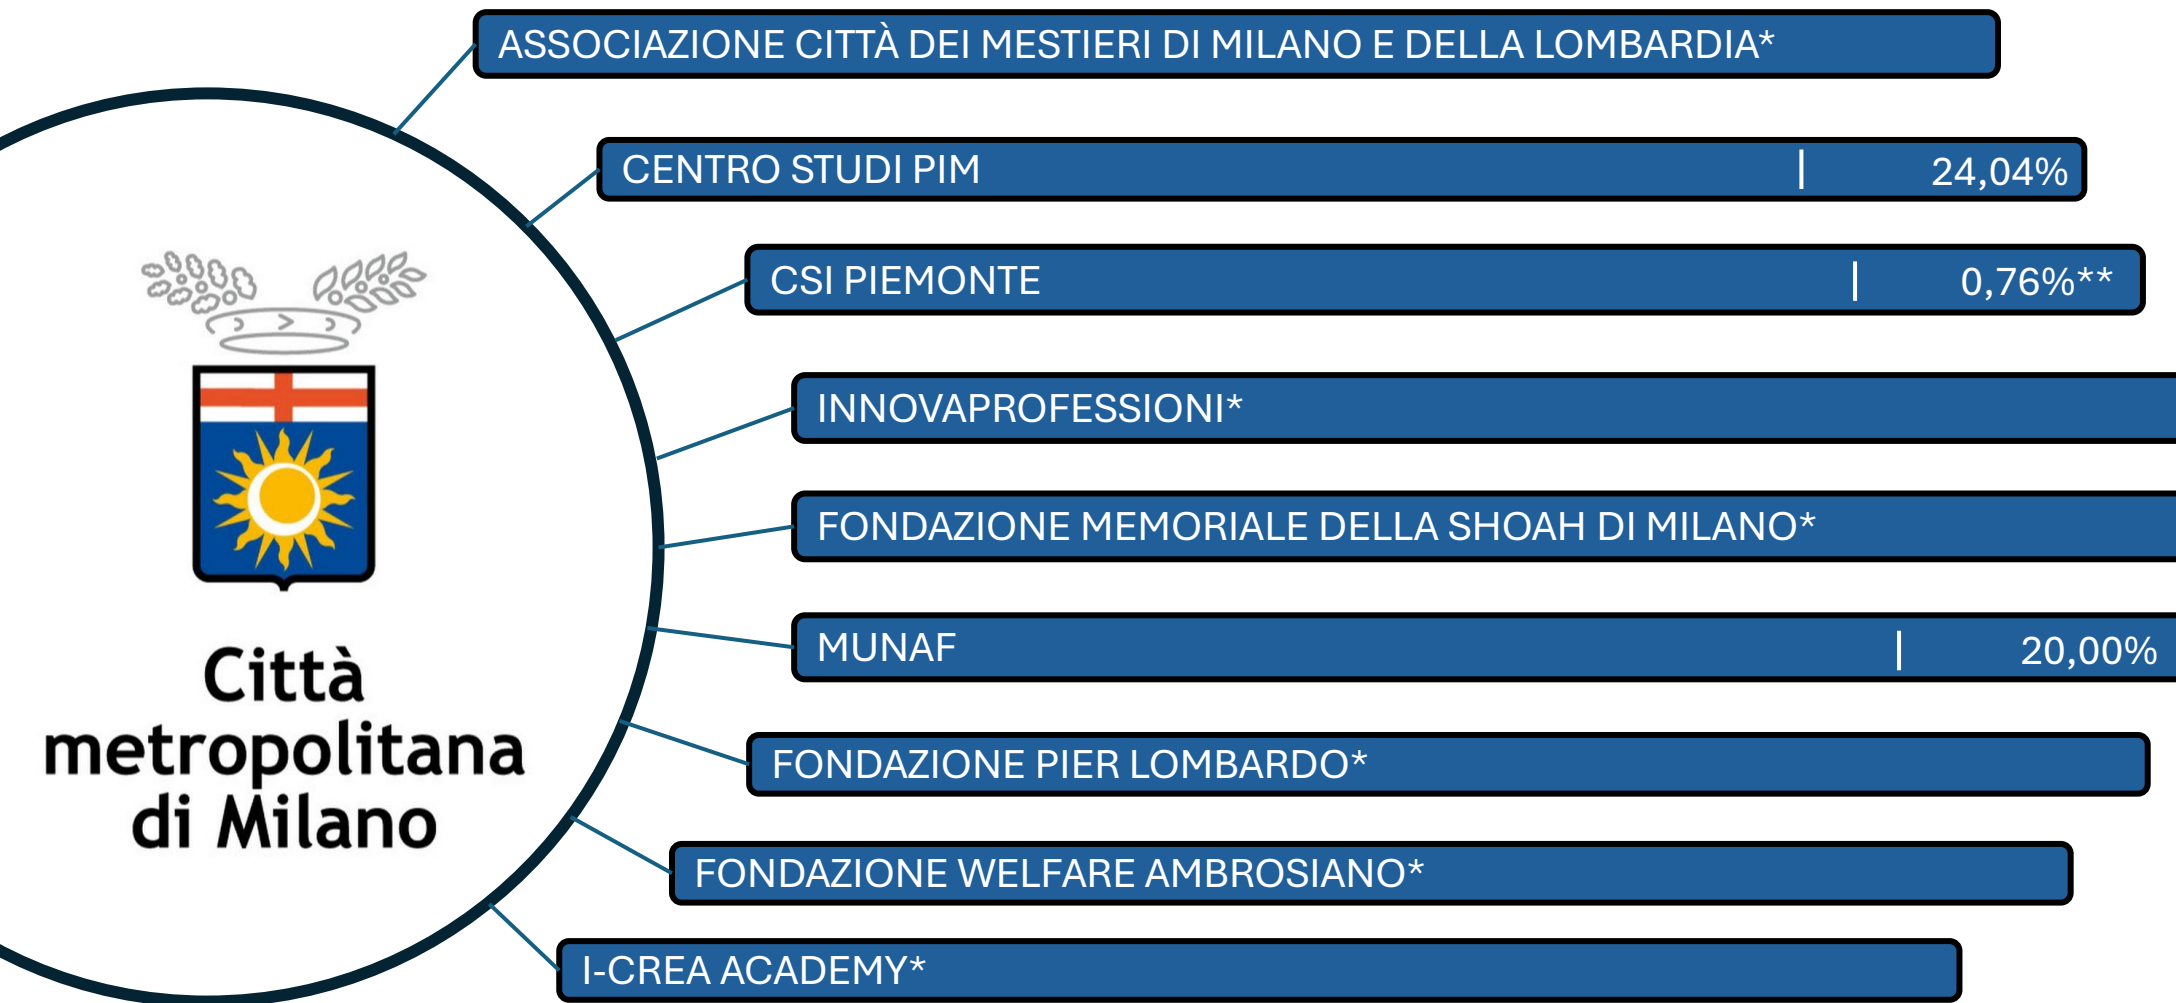 ASSOCIAZIONE CITTÀ DEI MESTIERI DI MILANO E DELLA LOMBARDIA*
CENTRO STUDI PIM | 24,04%
CSI PIEMONTE | 0,76%**
INNOVAPROFESSIONI*
FONDAZIONE MEMORIALE DELLA SHOAH DI MILANO*
MUNAF | 20,00%
FONDAZIONE PIER LOMBARDO*
FONDAZIONE WELFARE AMBROSIANO*
I-CREA ACADEMY*
Città
metropolitana
di Milano